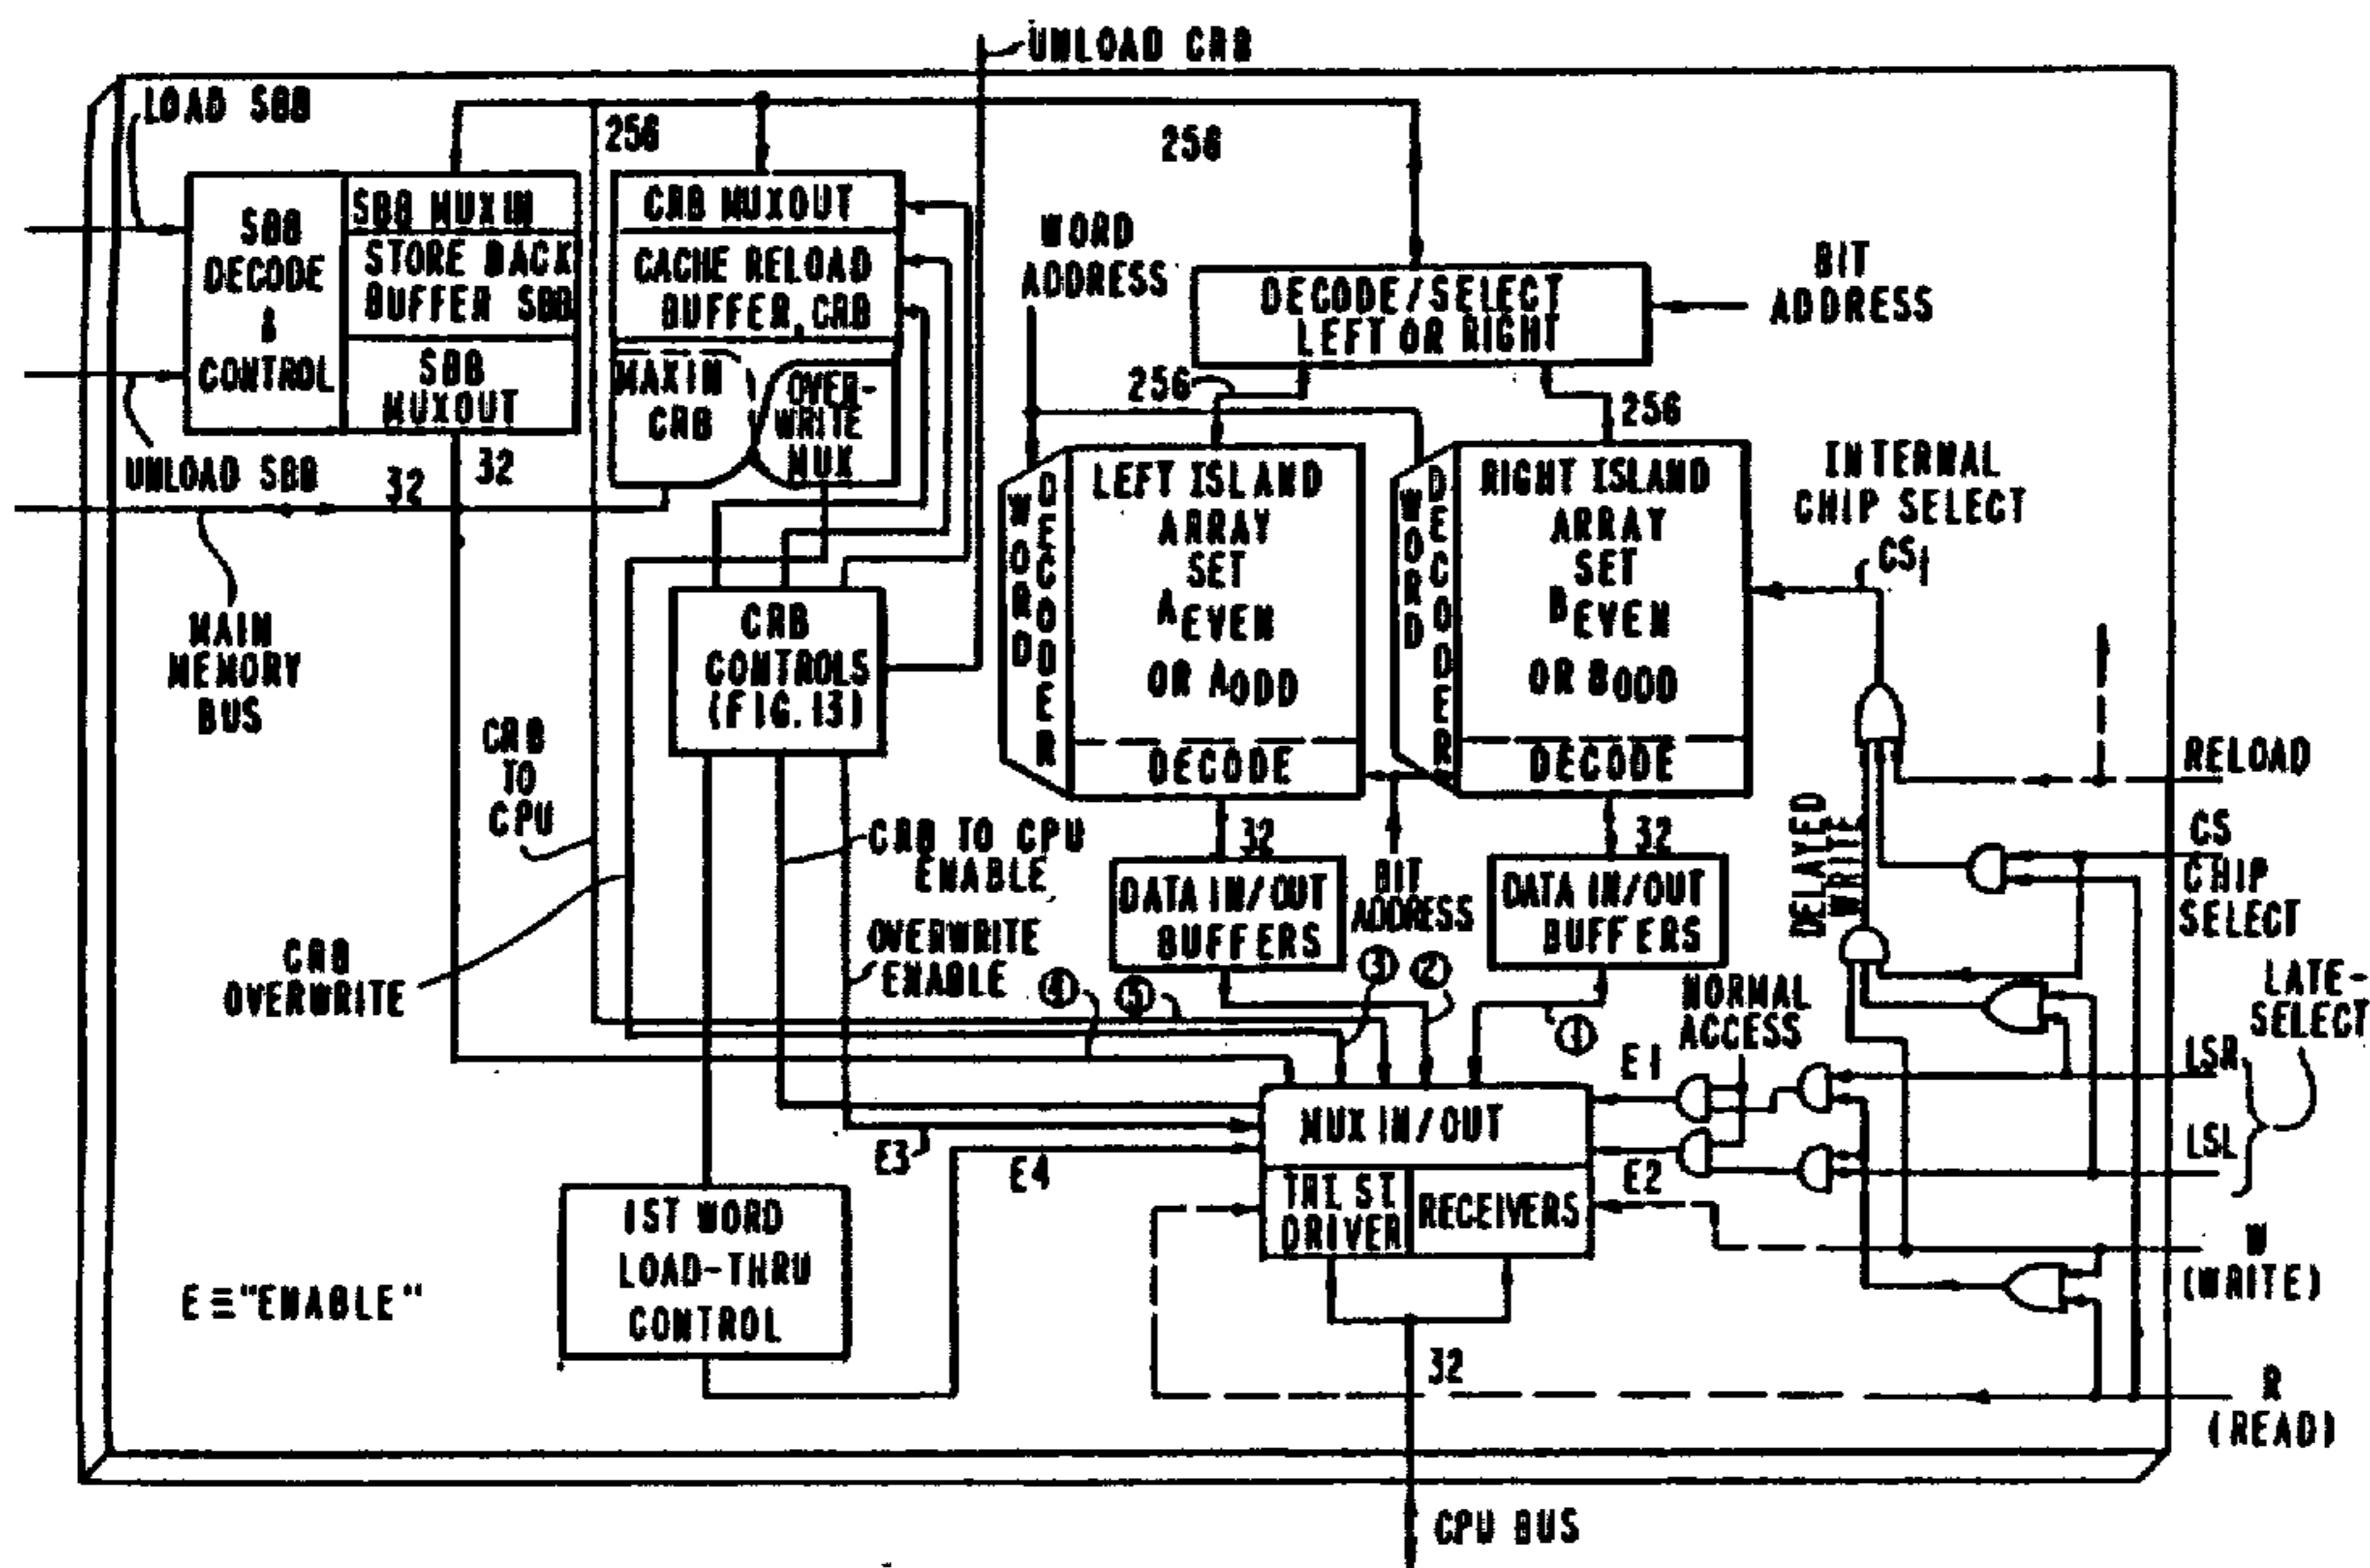 UNLOAD CRB
LOAD SBB
256
256
SBB
DECODE
&
CONTROL
SBB MUXIN
STORE BACK
BUFFER SBB
SBB
MUXOUT
CRB MUXOUT
CACHE RELOAD
BUFFER, CRB
MAXIN
CRB
OVER-
WRITE
MUX
WORD
ADDRESS
DECODE/SELECT
LEFT OR RIGHT
BIT
ADDRESS
256
256
UNLOAD SBB
32
32
MAIN
MEMORY
BUS
WORD
DECODER
LEFT ISLAND
ARRAY
SET
A EVEN
OR A ODD
DECODE
WORD
DECODER
RIGHT ISLAND
ARRAY
SET
B EVEN
OR B ODD
DECODE
INTERNAL
CHIP SELECT
CSI
CRB
CONTROLS
(FIG. 13)
CRB
TO
CPU
CRB TO CPU
ENABLE
OVERWRITE
ENABLE
CRB
OVERWRITE
32
32
DATA IN/OUT
BUFFERS
BIT
ADDRESS
DATA IN/OUT
BUFFERS
DELAYED
WRITE
RELOAD
CS
CHIP
SELECT
LATE-
SELECT
NORMAL
ACCESS
4
5
3
2
1
LSR
LSL
E1
E2
E3
E4
MUX IN/OUT
TRI ST.
DRIVER
RECEIVERS
1ST WORD
LOAD-THRU
CONTROL
E ≡ "ENABLE"
W
(WRITE)
R
(READ)
32
CPU BUS